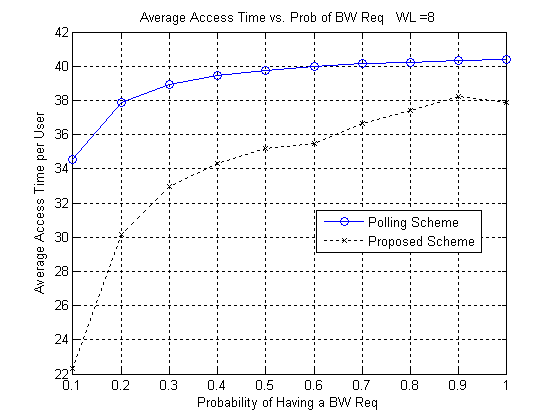 Average Access Time vs. Prob of BW Req   WL =8
Average Access Time per User
42
40
38
36
34
32
30
28
26
24
22
Polling Scheme
Proposed Scheme
0.1 0.2 0.3 0.4 0.5 0.6 0.7 0.8 0.9 1
Probability of Having a BW Req